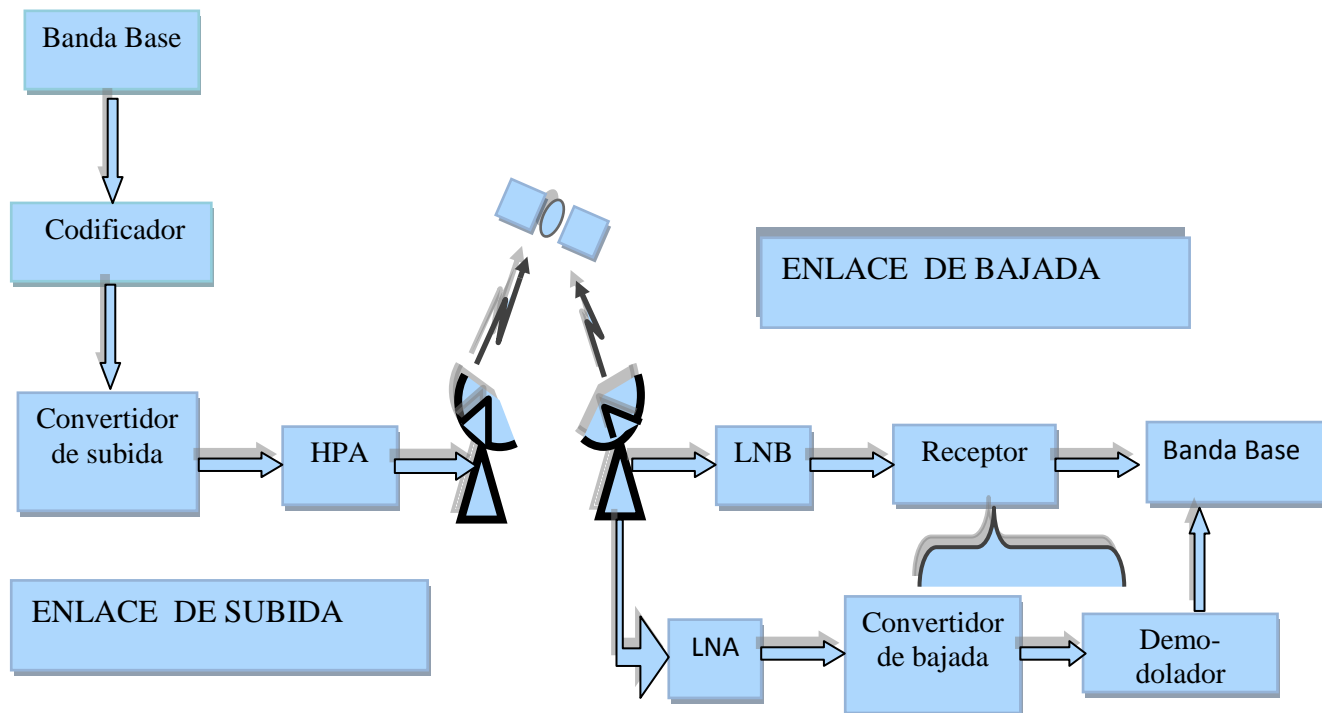 Banda Base
Codificador
Convertidor
de subida
HPA
ENLACE DE SUBIDA
ENLACE DE BAJADA
LNB
Receptor
Banda Base
LNA
Convertidor
de bajada
Demo-
dolador